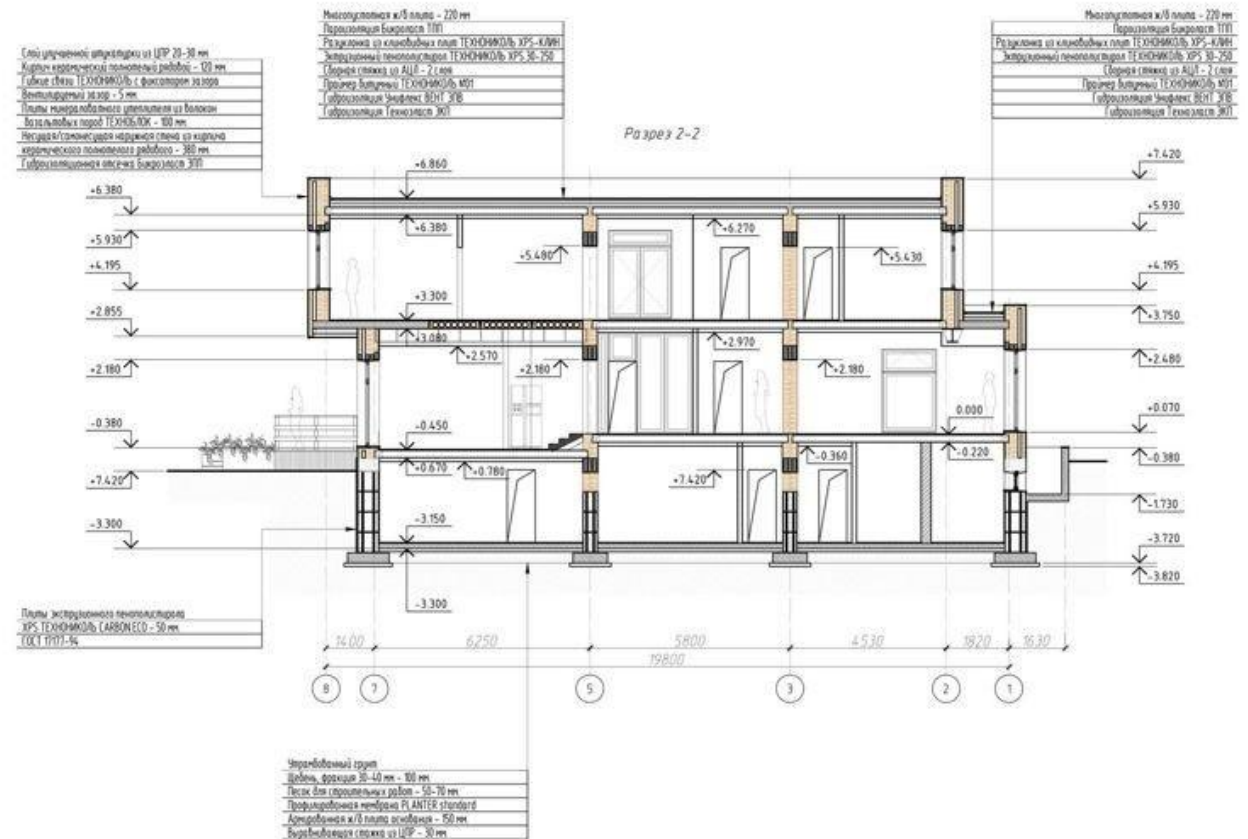 Многопустотная ж/б плита - 220 мм
Пароизоляция Бикроласт ТПП
Разуклонка из клиновидных плит ТЕХНОНИКОЛЬ XPS-КЛИН
Экструзионный пенополистирол ТЕХНОНИКОЛЬ XPS 30-250
Сборная стяжка из АЦЛ - 2 слоя
Праймер битумный ТЕХНОНИКОЛЬ №01
Гидроизоляция Унифлекс ВЕНТ ЭПВ
Гидроизоляция Техноэласт ЭКП
Многопустотная ж/б плита - 220 мм
Пароизоляция Бикроласт ТПП
Разуклонка из клиновидных плит ТЕХНОНИКОЛЬ XPS-КЛИН
Экструзионный пенополистирол ТЕХНОНИКОЛЬ XPS 30-250
Сборная стяжка из АЦЛ - 2 слоя
Праймер битумный ТЕХНОНИКОЛЬ №01
Гидроизоляция Унифлекс ВЕНТ ЭПВ
Гидроизоляция Техноэласт ЭКП
Слой улучшенной штукатурки из ЦПР 20-30 мм
Кирпич керамический полнотелый рядовой - 120 мм
Гибкие связи ТЕХНОНИКОЛЬ с фиксатором зазора
Вентилируемый зазор - 5 мм
Плиты минераловатного утеплителя из волокон
базальтовых пород ТЕХНОБЛОК - 100 мм
Несущая/самонесущая наружная стена из кирпича
керамического полнотелого рядового - 380 мм
Гидроизоляционная отсечка Бикроэласт ЭПП
Разрез 2-2
+6.860
+7.420
+6.380
+6.380
+6.270
+5.930
+5.930
+5.480
+5.430
+4.195
+4.195
+3.300
+3.750
+2.855
+3.080
+2.970
+2.570
+2.480
+2.180
+2.180
+2.180
+0.070
-0.380
-0.450
0.000
-0.220
-0.380
+0.670
+0.780
-0.360
+7.420
+7.420
-1.730
-3.300
-3.150
-3.720
-3.820
-3.300
Плиты экструзионного пенополистирола
XPS ТЕХНОНИКОЛЬ CARBON ECO - 50 мм
ГОСТ 17177-94
1400 6250 5800 4530 1820 1630
19800
8 7 5 3 2 1
Утрамбованный грунт
Щебень, фракция 30-40 мм - 100 мм
Песок для строительных работ - 50-70 мм
Профилированная мембрана PLANTER standard
Армированная ж/б плита основания - 150 мм
Выравнивающая стяжка из ЦПР - 30 мм